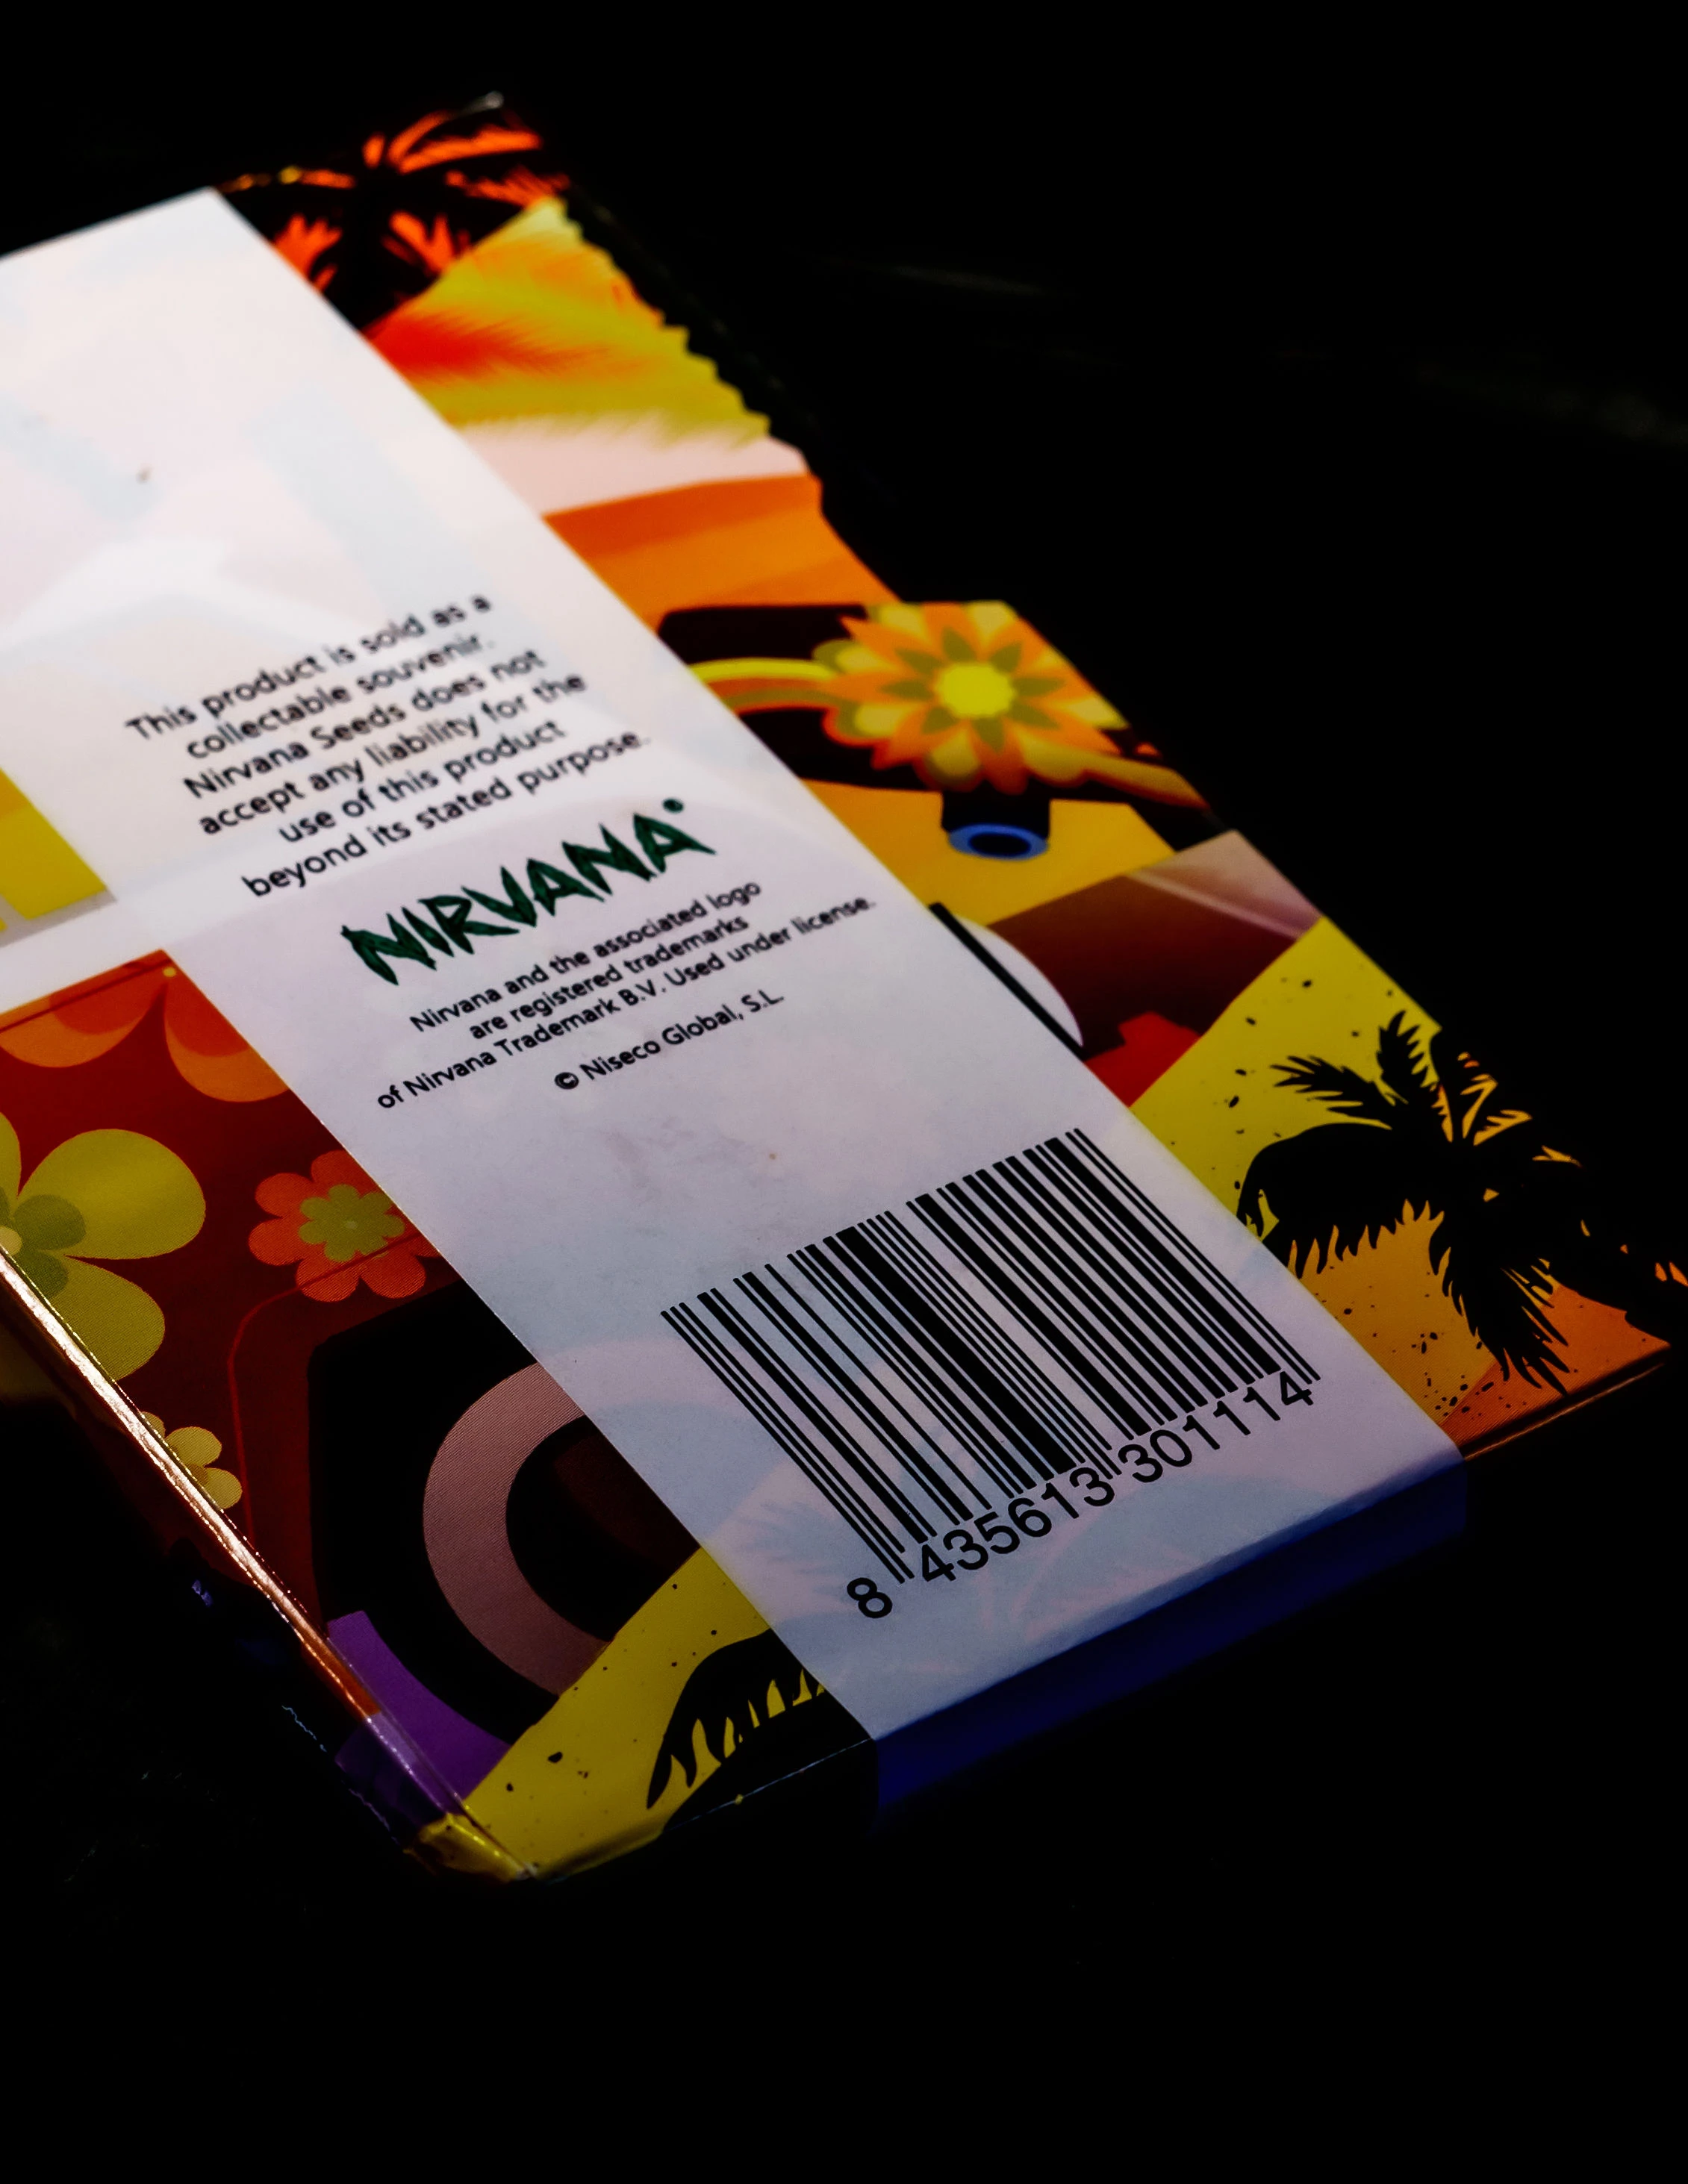 This product is sold as a
collectable souvenir.
Nirvana Seeds does not
accept any liability for the
use of this product
beyond its stated purpose.
NIRVANA®
Nirvana and the associated logo
are registered trademarks
of Nirvana Trademark B.V. Used under license.
© Niseco Global, S.L.
8 435613 301114